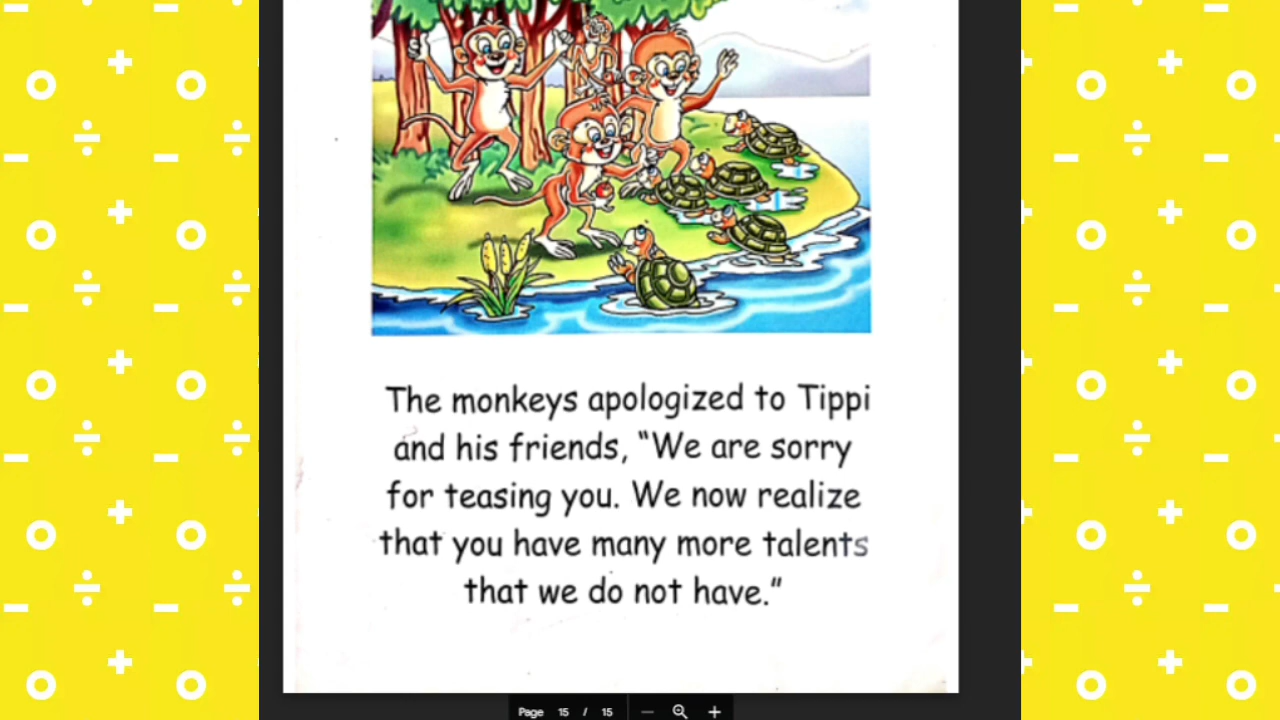 The monkeys apologized to Tippi
and his friends, “We are sorry
for teasing you. We now realize
that you have many more talents
that we do not have.”
Page 15 / 15